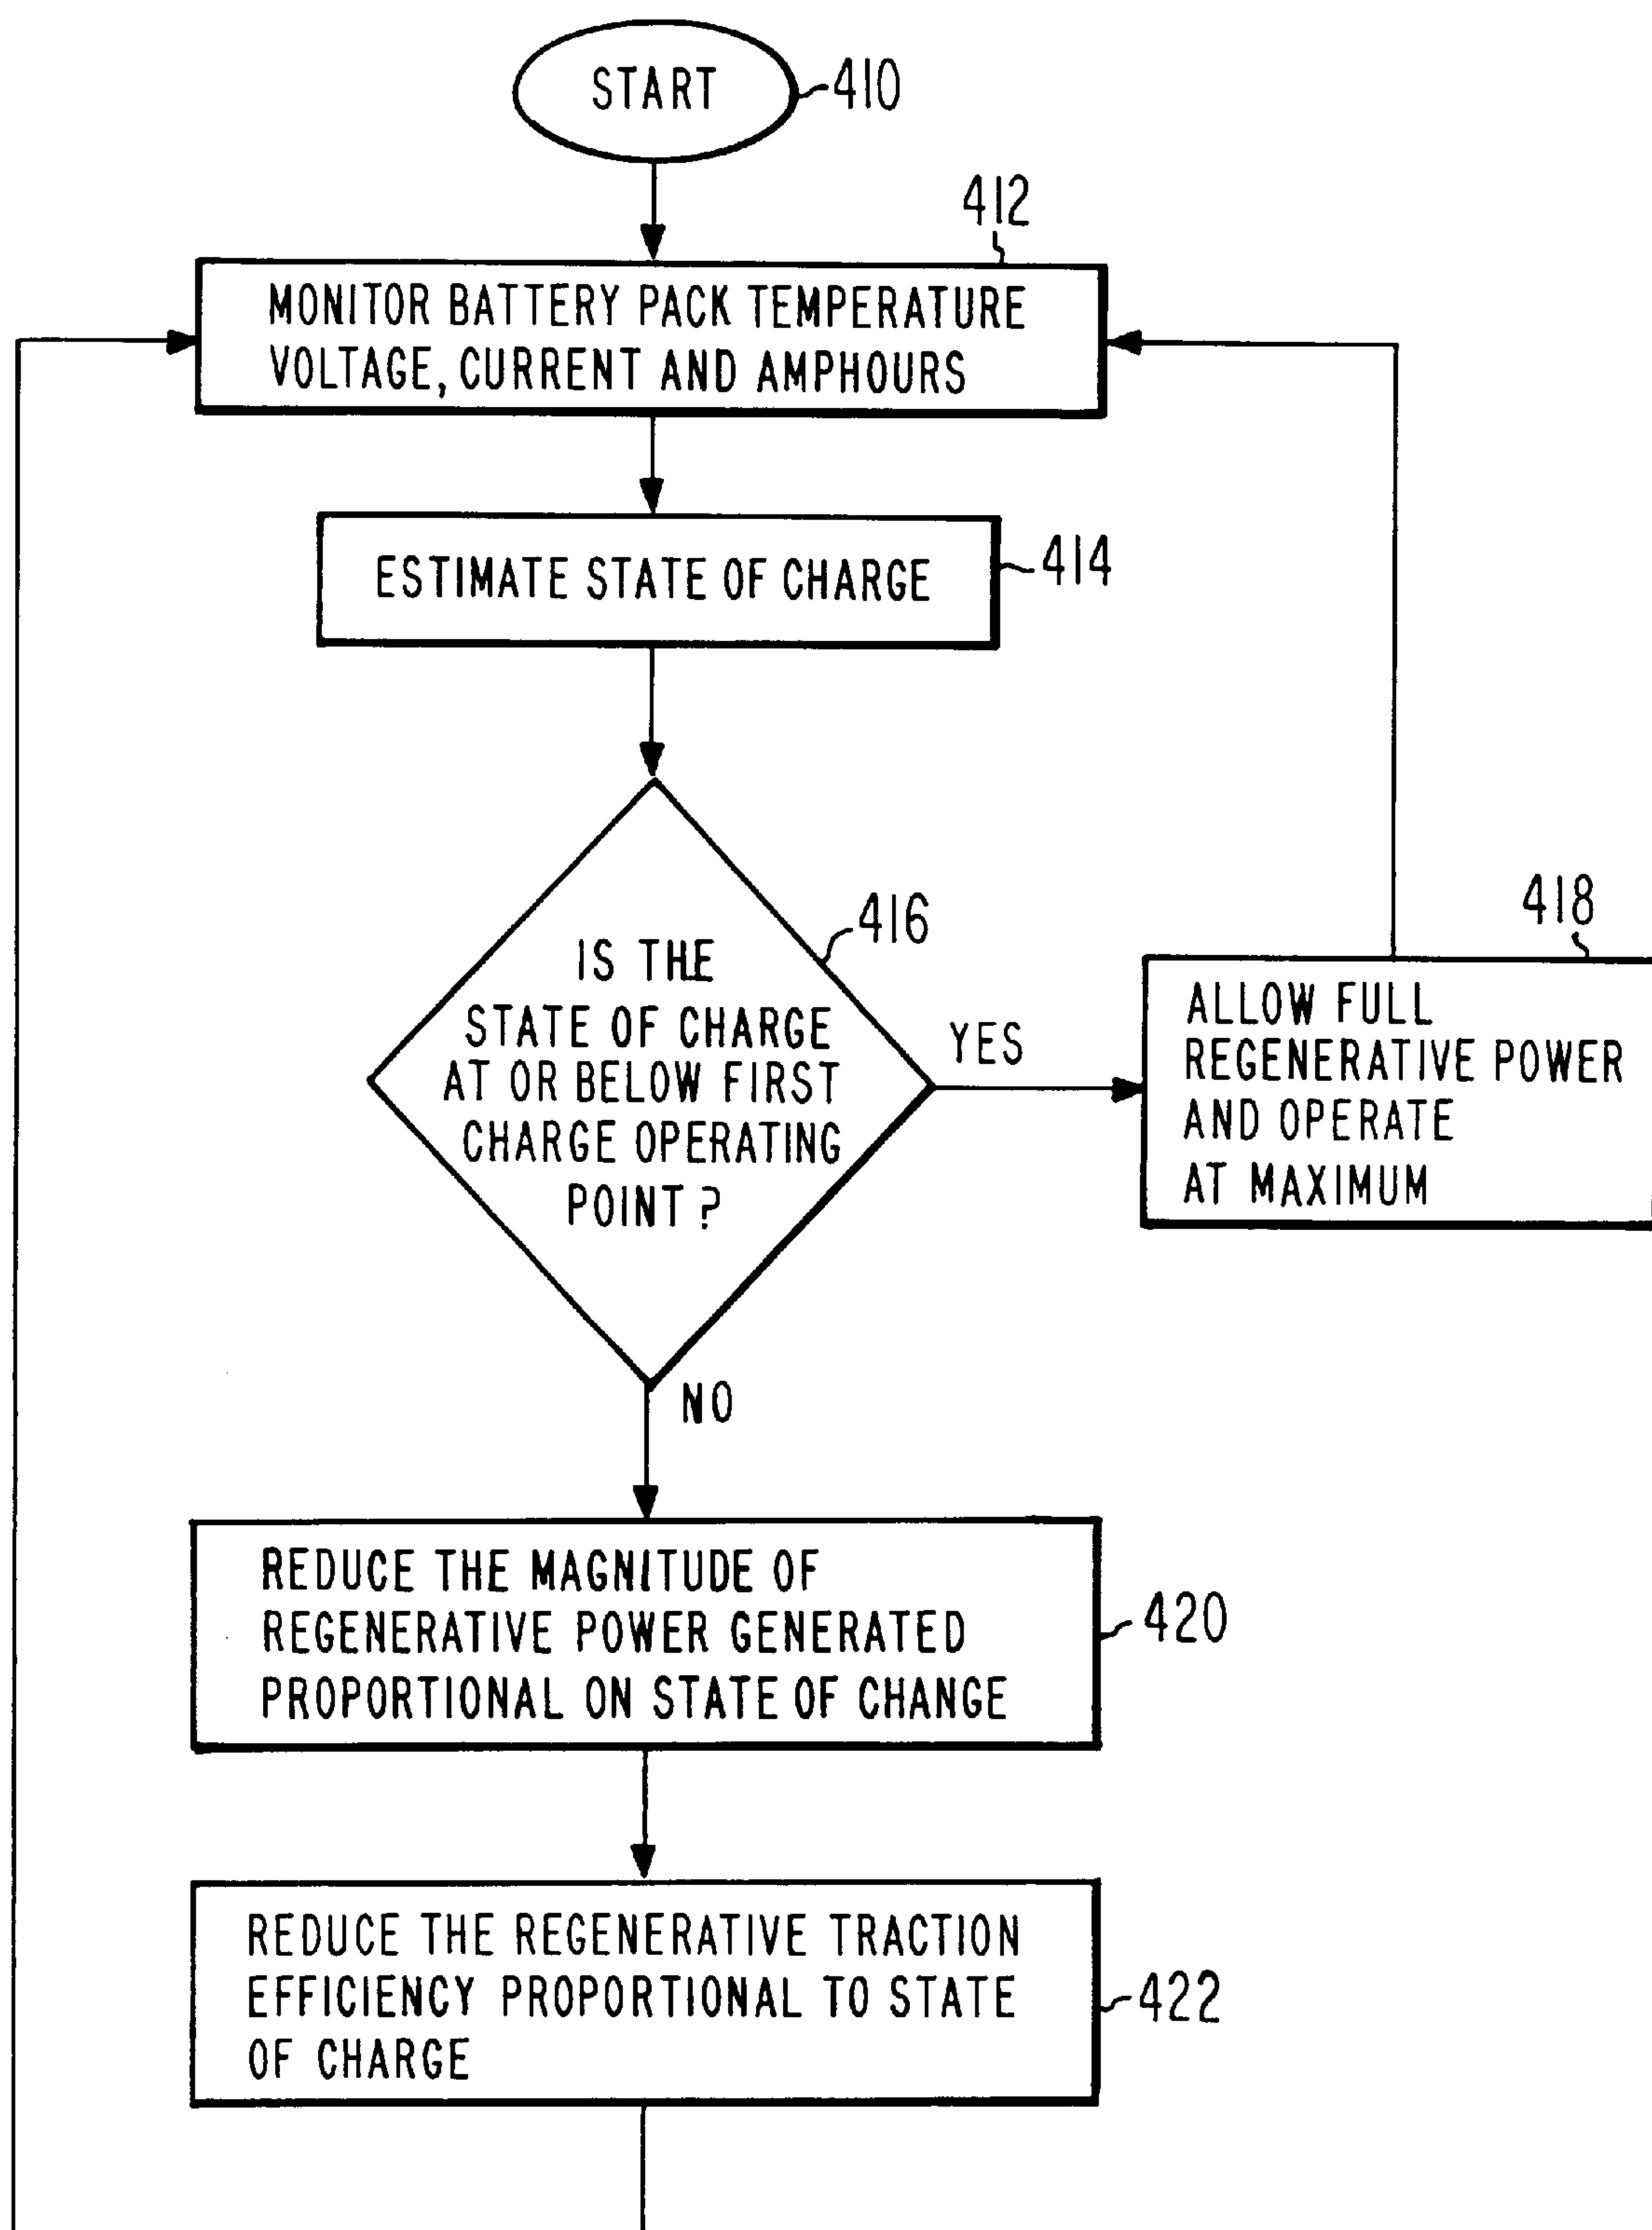 START
410
412
MONITOR BATTERY PACK TEMPERATURE
VOLTAGE, CURRENT AND AMPHOURS
ESTIMATE STATE OF CHARGE
414
416
IS THE
STATE OF CHARGE
AT OR BELOW FIRST
CHARGE OPERATING
POINT ?
YES
418
ALLOW FULL
REGENERATIVE POWER
AND OPERATE
AT MAXIMUM
NO
REDUCE THE MAGNITUDE OF
REGENERATIVE POWER GENERATED
PROPORTIONAL ON STATE OF CHANGE
420
REDUCE THE REGENERATIVE TRACTION
EFFICIENCY PROPORTIONAL TO STATE
OF CHARGE
422